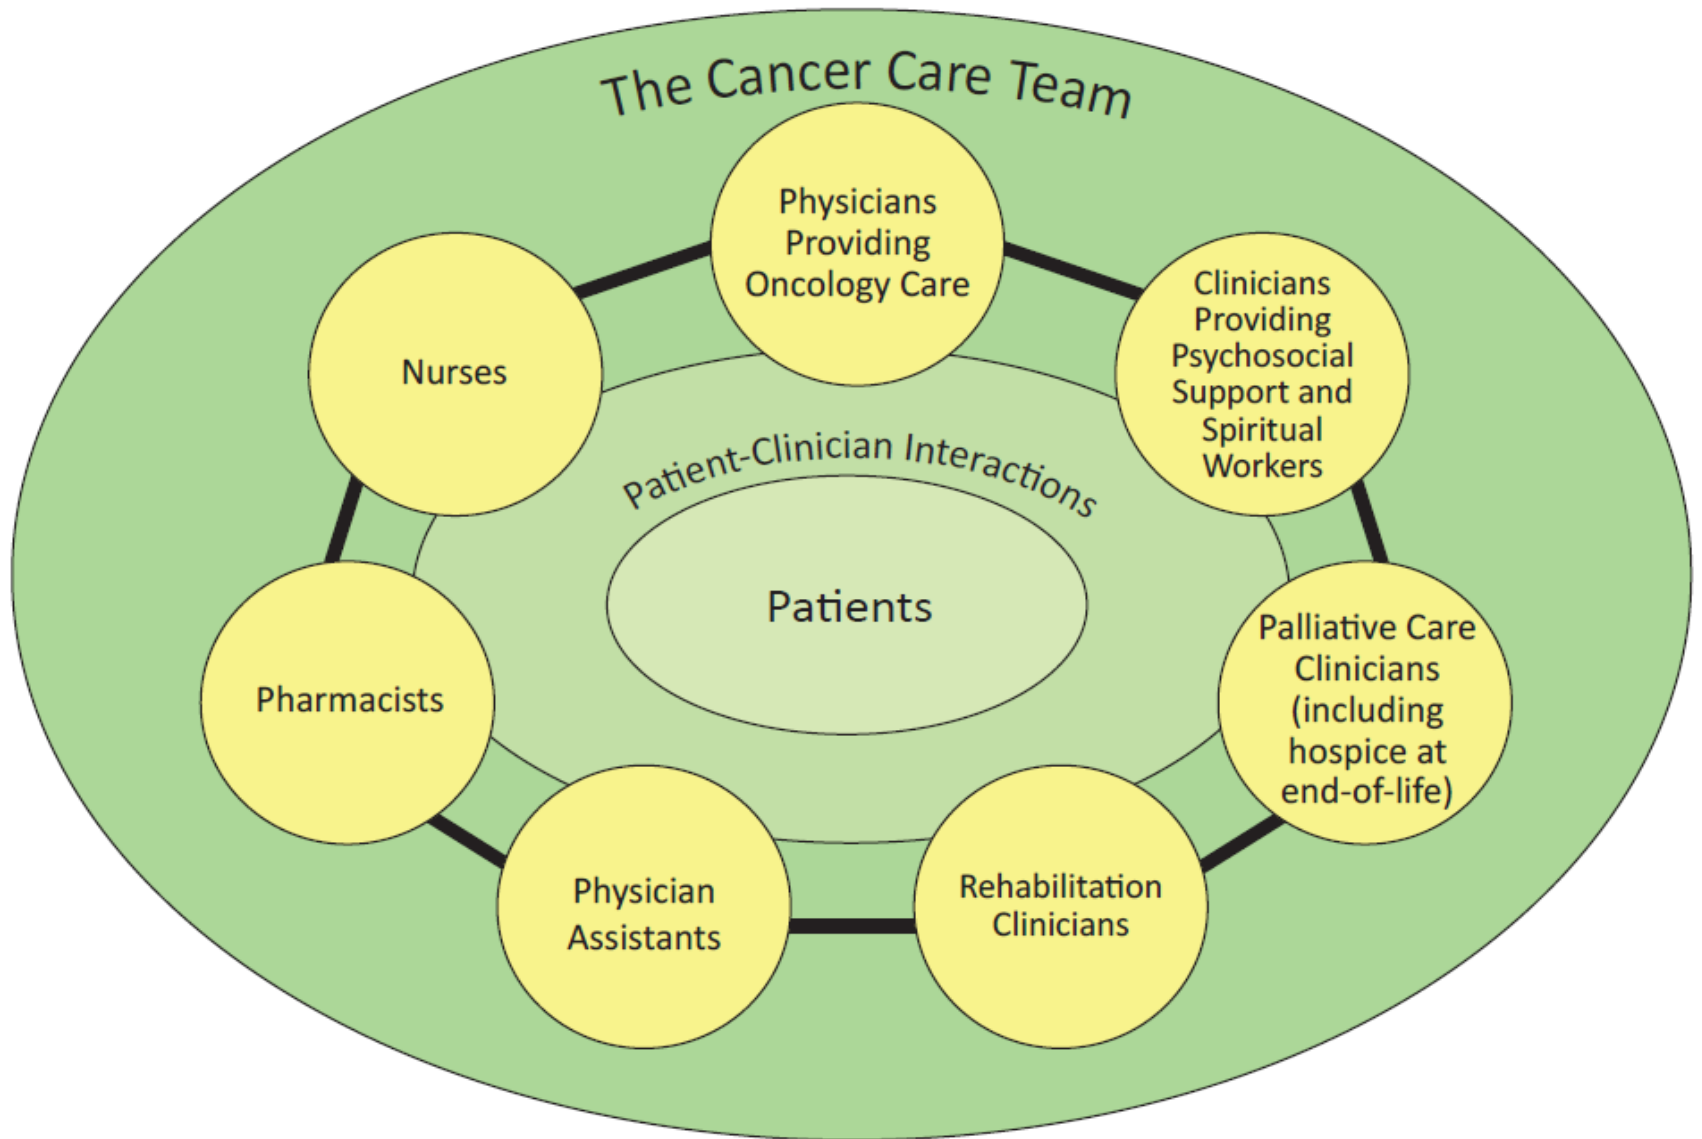 The Cancer Care Team
Physicians
Providing
Oncology Care
Clinicians
Providing
Psychosocial
Support and
Spiritual
Workers
Nurses
Patient-Clinician Interactions
Patients
Palliative Care
Clinicians
(including
hospice at
end-of-life)
Pharmacists
Physician
Assistants
Rehabilitation
Clinicians